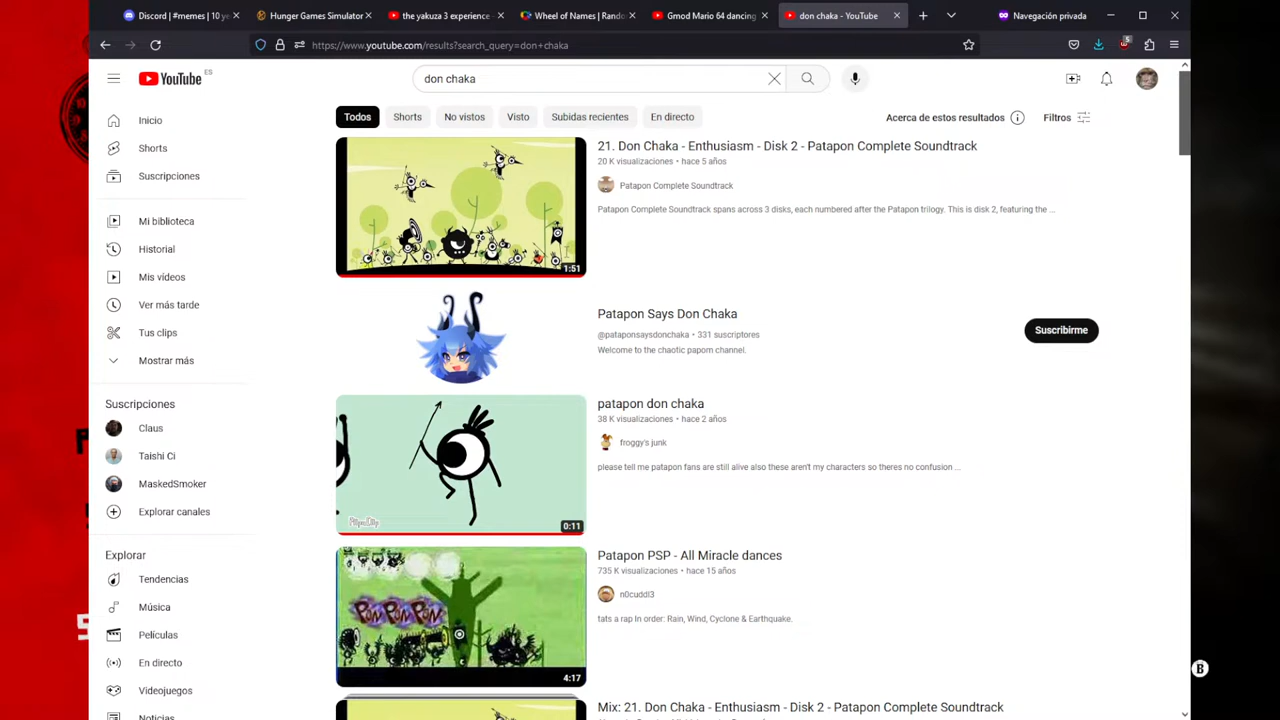 Discord | #memes | 10 ye
Hunger Games Simulator
the yakuza 3 experience -
Wheel of Names | Rando
Gmod Mario 64 dancing
don chaka - YouTube
Navegación privada
https://www.youtube.com/results?search_query=don+chaka
5
YouTube ES
don chaka
Todos
Shorts
No vistos
Visto
Subidas recientes
En directo
Acerca de estos resultados
Filtros
Inicio
Shorts
Suscripciones
Mi biblioteca
Historial
Mis vídeos
Ver más tarde
Tus clips
Mostrar más
Suscripciones
Claus
Taishi Ci
MaskedSmoker
Explorar canales
Explorar
Tendencias
Música
Películas
En directo
Videojuegos
Noticias
1:51
21. Don Chaka - Enthusiasm - Disk 2 - Patapon Complete Soundtrack
20 K visualizaciones • hace 5 años
Patapon Complete Soundtrack
Patapon Complete Soundtrack spans across 3 disks, each numbered after the Patapon trilogy. This is disk 2, featuring the ...
Patapon Says Don Chaka
@pataponsaysdonchaka • 331 suscriptores
Welcome to the chaotic papom channel.
Suscribirme
FlipaClip
0:11
patapon don chaka
38 K visualizaciones • hace 2 años
froggy's junk
please tell me patapon fans are still alive also these aren't my characters so theres no confusion ...
PON PON PON
4:17
Patapon PSP - All Miracle dances
735 K visualizaciones • hace 15 años
n0cuddl3
tats a rap In order: Rain, Wind, Cyclone & Earthquake.
Mix: 21. Don Chaka - Enthusiasm - Disk 2 - Patapon Complete Soundtrack
B